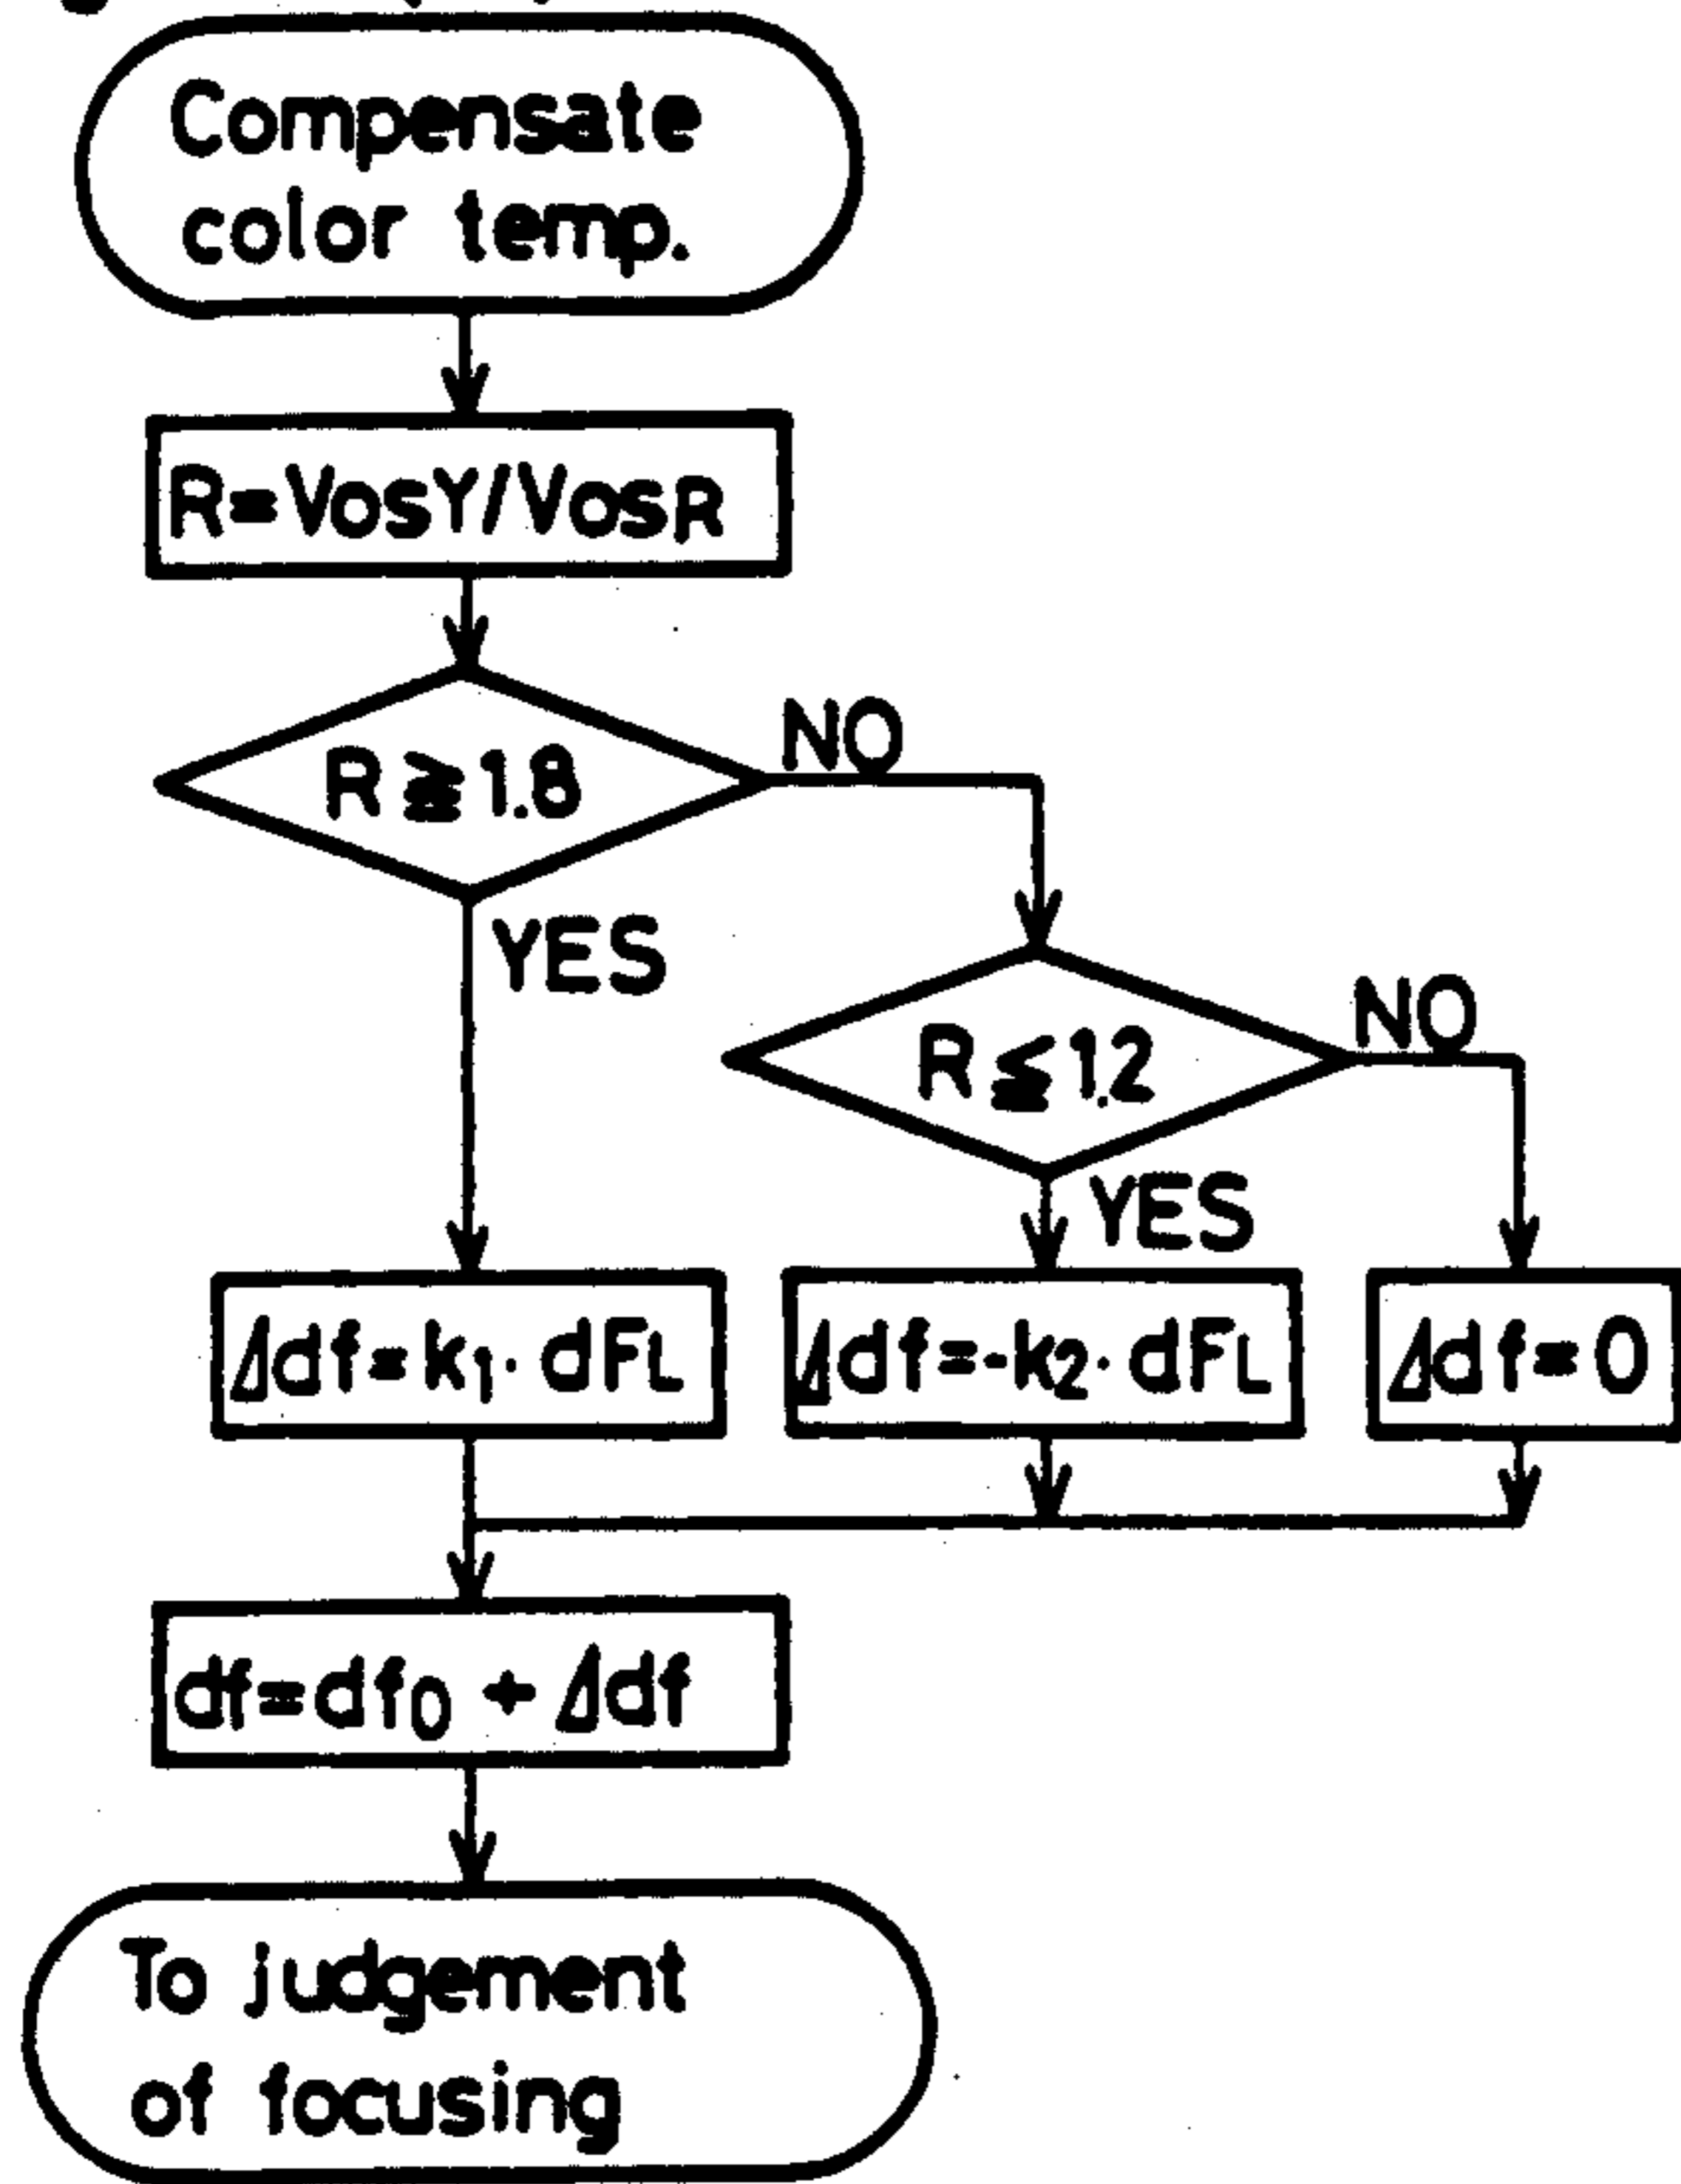 Compensate
color temp.
R=VosY/VosR
R≧1.8
NO
YES
R≦1.2
NO
YES
Δdf=k₁·dFL
Δdf=-k₂·dFL
Δdf=0
df=df₀+Δdf
To judgement
of focusing